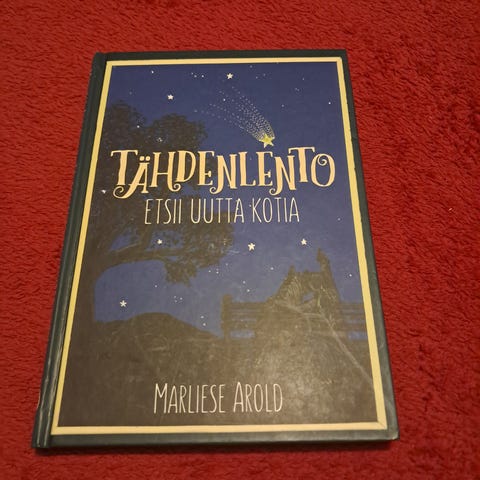 TÄHDENLENTO
ETSII UUTTA KOTIA
MARLIESE AROLD